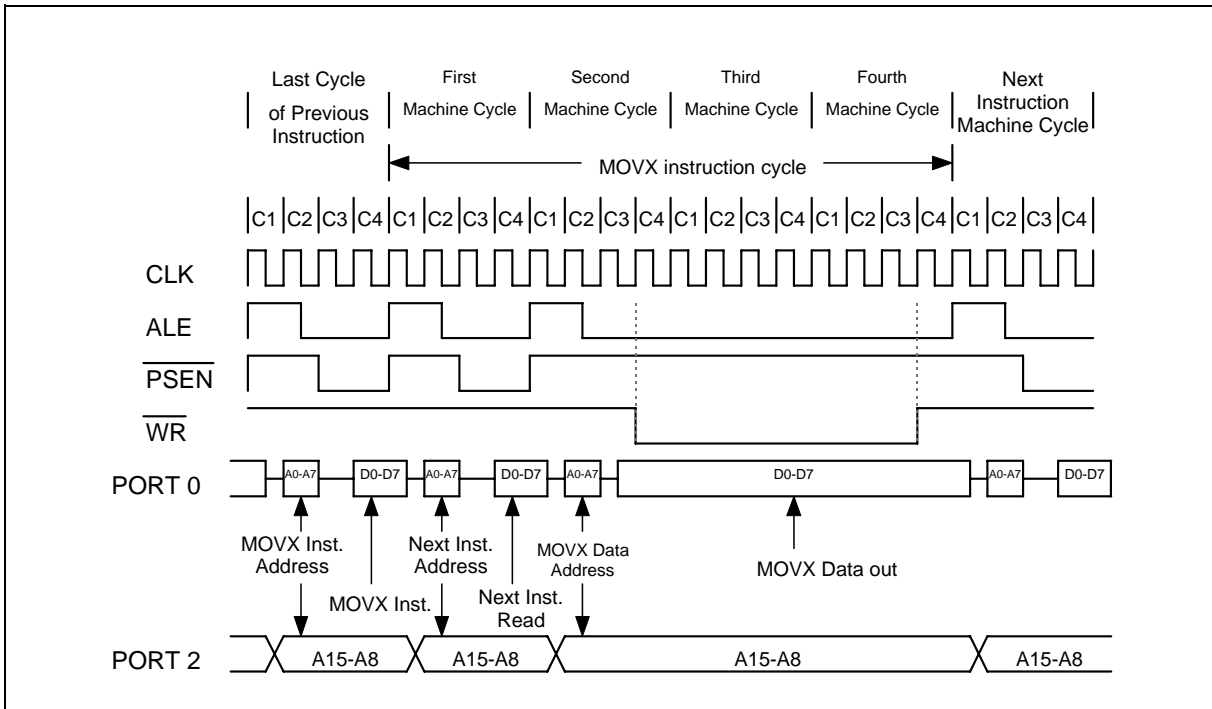 Last Cycle
of Previous
Instruction
First
Machine Cycle
Second
Machine Cycle
Third
Machine Cycle
Fourth
Machine Cycle
Next
Instruction
Machine Cycle
MOVX instruction cycle
C1 C2 C3 C4 C1 C2 C3 C4 C1 C2 C3 C4 C1 C2 C3 C4 C1 C2 C3 C4 C1 C2 C3 C4
CLK
ALE
PSEN
WR
PORT 0
A0-A7 D0-D7 A0-A7 D0-D7 A0-A7 D0-D7 A0-A7 D0-D7
MOVX Inst.
Address
MOVX Inst.
Next Inst.
Address
Next Inst.
Read
MOVX Data
Address
MOVX Data out
PORT 2
A15-A8 A15-A8 A15-A8 A15-A8